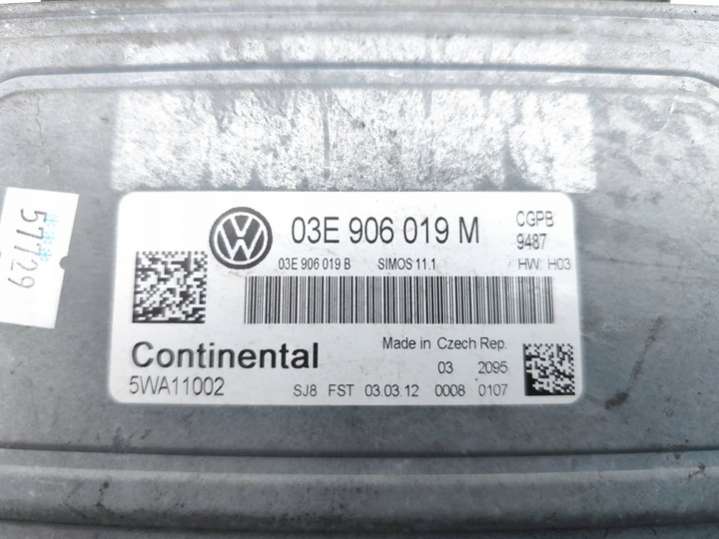 03E 906 019 M
CGPB
9487
03E 906 019 B SIMOS 11.1 HW: H03
Continental
5WA11002
Made in Czech Rep.
03 2095
SJ8 FST 03.03.12 0008 0107
57729